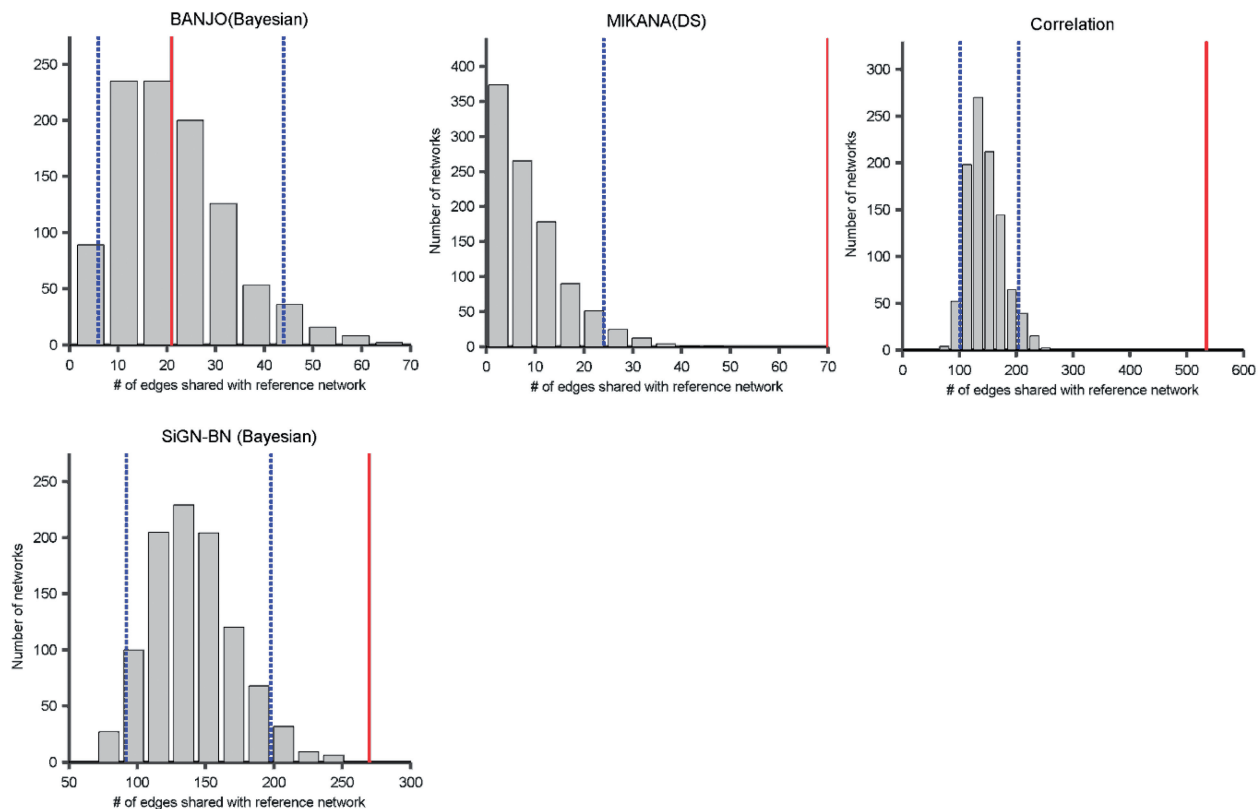 BANJO(Bayesian)
250
200
150
100
50
0
0 10 20 30 40 50 60 70
# of edges shared with reference network
MIKANA(DS)
Number of networks
400
350
300
250
200
150
100
50
0
0 10 20 30 40 50 60 70
# of edges shared with reference network
Correlation
Number of networks
300
250
200
150
100
50
0
0 100 200 300 400 500 600
# of edges shared with reference network
SiGN-BN (Bayesian)
Number of networks
250
200
150
100
50
0
50 100 150 200 250 300
# of edges shared with reference network